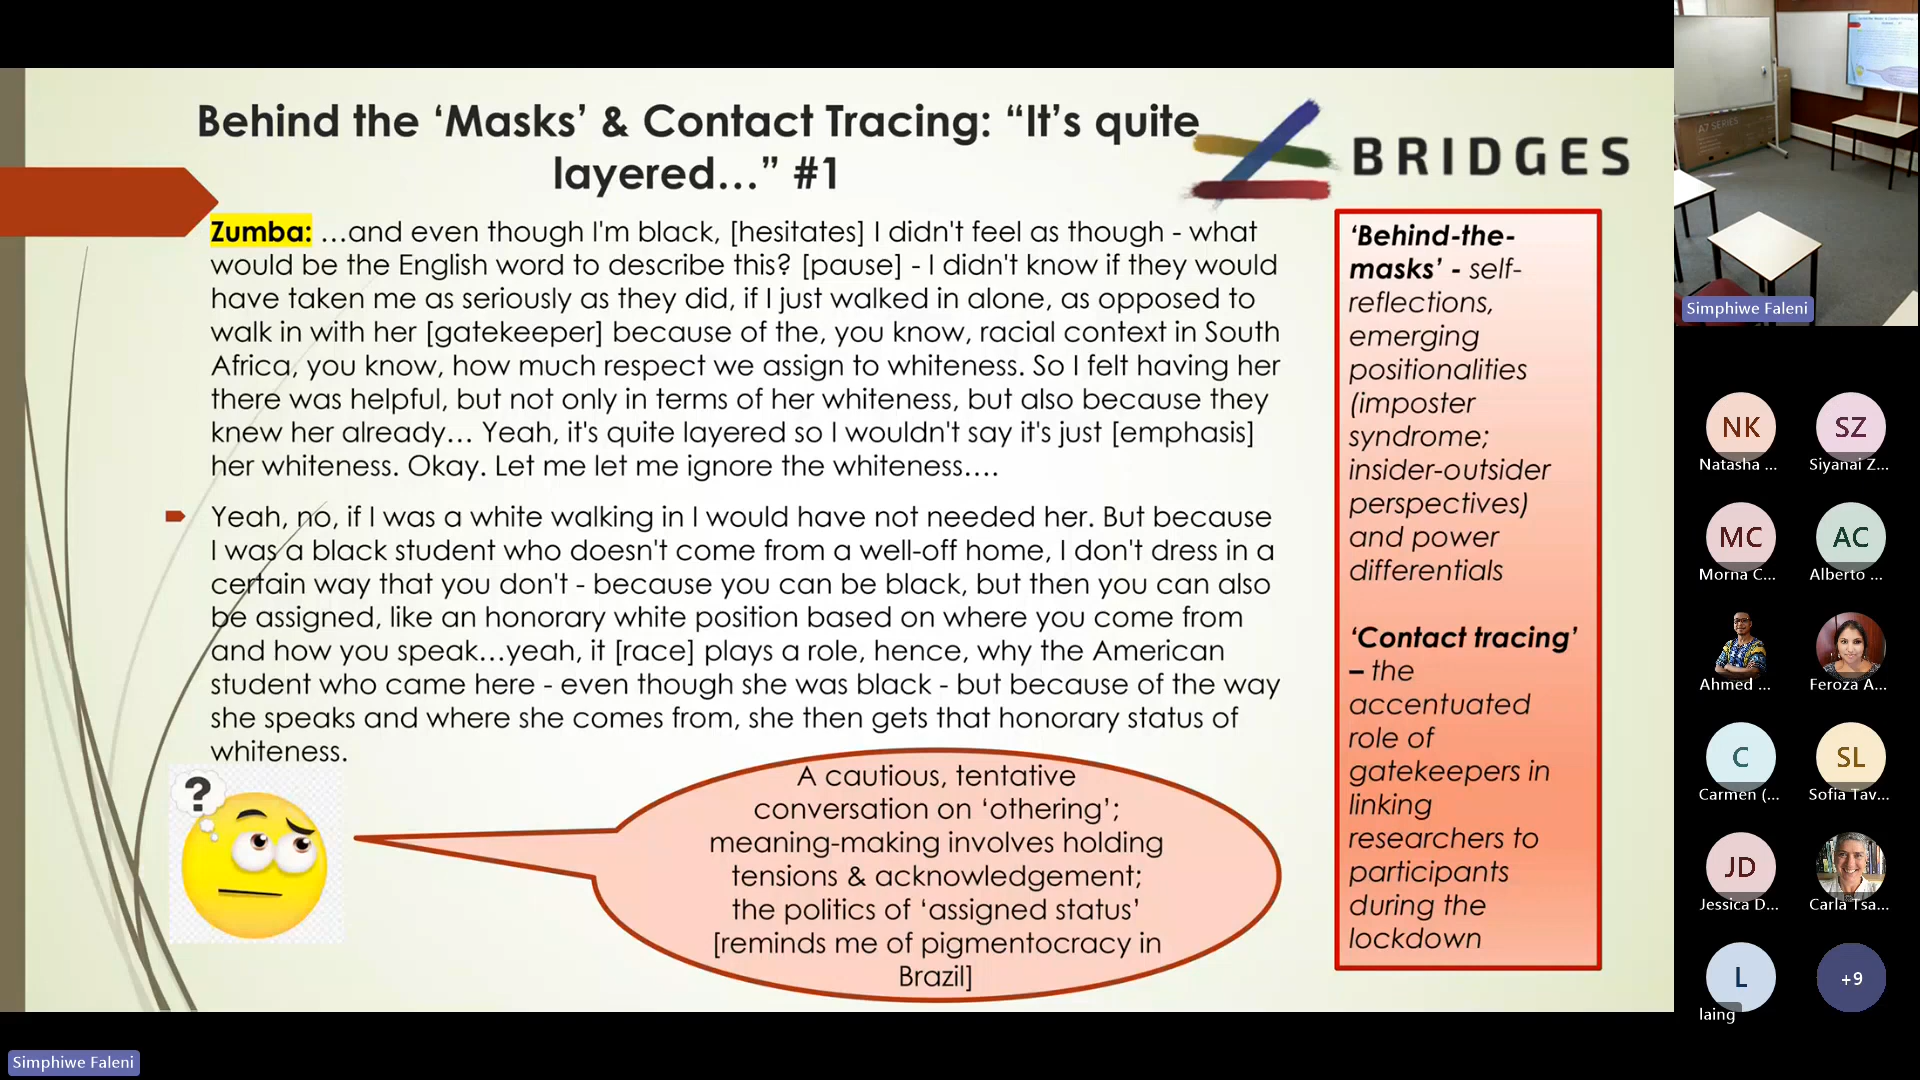 Behind the ‘Masks’ & Contact Tracing: “It’s quite
layered…” #1
BRIDGES
Zumba: …and even though I'm black, [hesitates] I didn't feel as though - what
would be the English word to describe this? [pause] - I didn't know if they would
have taken me as seriously as they did, if I just walked in alone, as opposed to
walk in with her [gatekeeper] because of the, you know, racial context in South
Africa, you know, how much respect we assign to whiteness. So I felt having her
there was helpful, but not only in terms of her whiteness, but also because they
knew her already… Yeah, it's quite layered so I wouldn't say it's just [emphasis]
her whiteness. Okay. Let me let me ignore the whiteness….
Yeah, no, if I was a white walking in I would have not needed her. But because
I was a black student who doesn't come from a well-off home, I don't dress in a
certain way that you don't - because you can be black, but then you can also
be assigned, like an honorary white position based on where you come from
and how you speak…yeah, it [race] plays a role, hence, why the American
student who came here - even though she was black - but because of the way
she speaks and where she comes from, she then gets that honorary status of
whiteness.
?
A cautious, tentative
conversation on ‘othering’;
meaning-making involves holding
tensions & acknowledgement;
the politics of ‘assigned status’
[reminds me of pigmentocracy in
Brazil]
‘Behind-the-
masks’ - self-
reflections,
emerging
positionalities
(imposter
syndrome;
insider-outsider
perspectives)
and power
differentials
‘Contact tracing’
– the
accentuated
role of
gatekeepers in
linking
researchers to
participants
during the
lockdown
Simphiwe Faleni
NK
Natasha ...
SZ
Siyanai Z...
MC
Morna C...
AC
Alberto ...
Ahmed ...
Feroza A...
C
Carmen (...
SL
Sofia Tav...
JD
Jessica D...
Carla Tsa...
L
laing
+9
Simphiwe Faleni